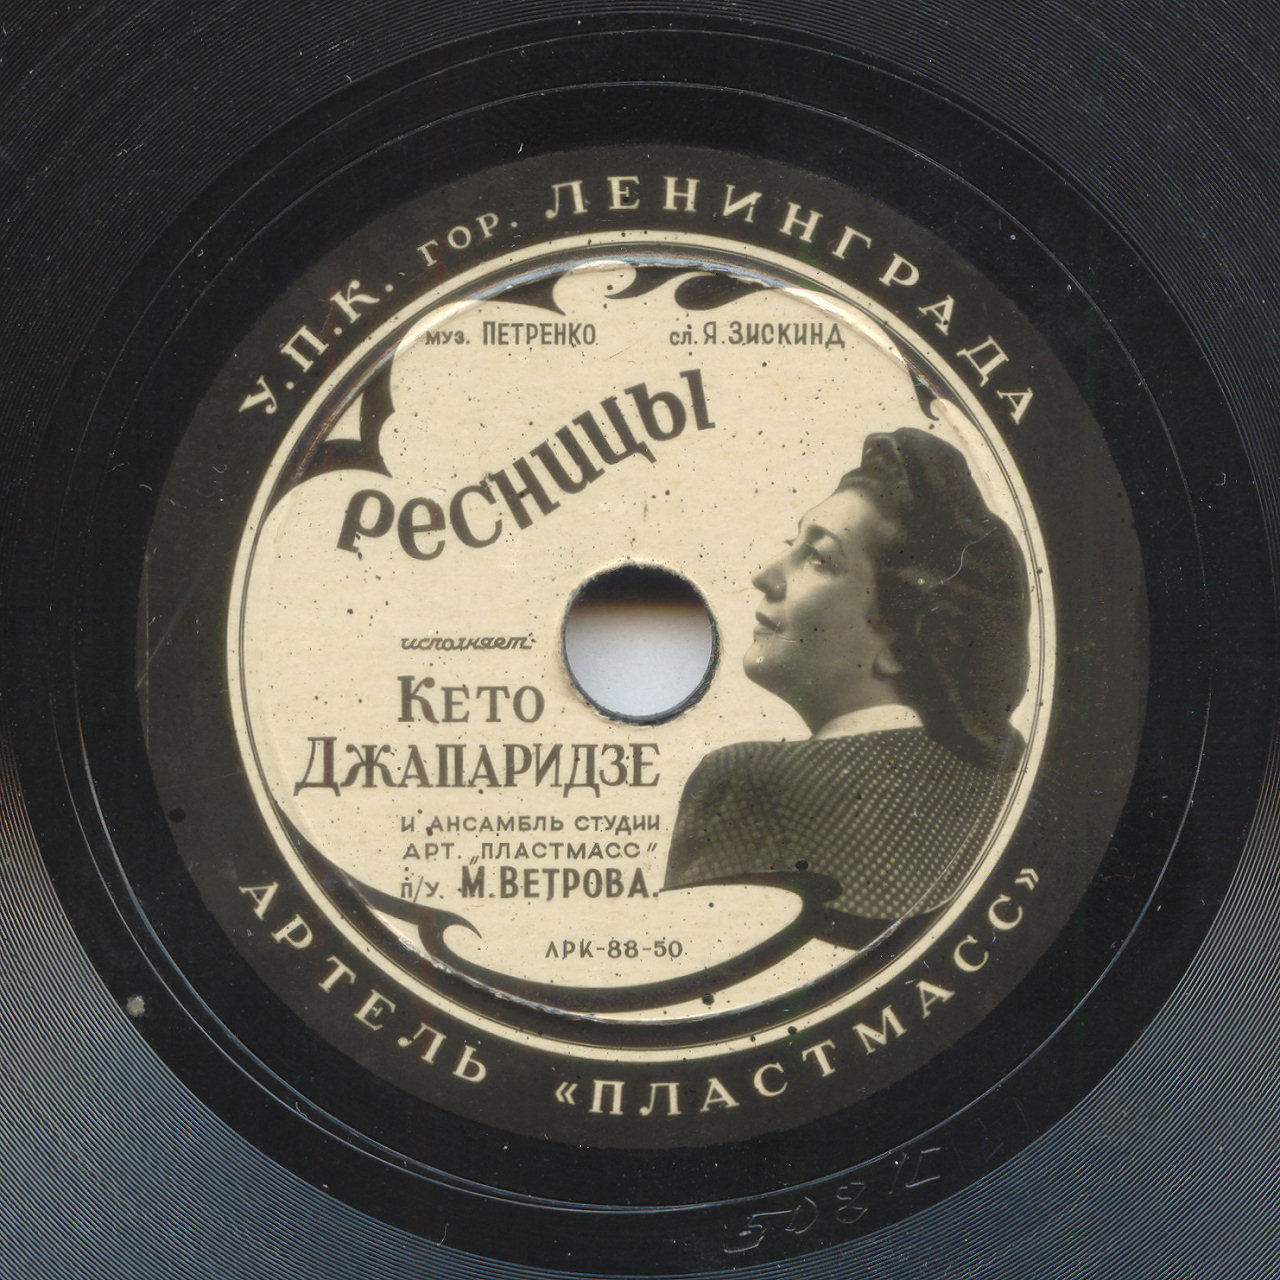 У.П.К. ГОР. ЛЕНИНГРАДА
муз. ПЕТРЕНКО сл. Я. ЗИСКИНД
РЕСНИЦЫ
исполняет
КЕТО
ДЖАПАРИДЗЕ
И АНСАМБЛЬ СТУДИИ
АРТ. „ПЛАСТМАСС"
П/У. М. ВЕТРОВА.
ЛРК-88-50
АРТЕЛЬ «ПЛАСТМАСС»